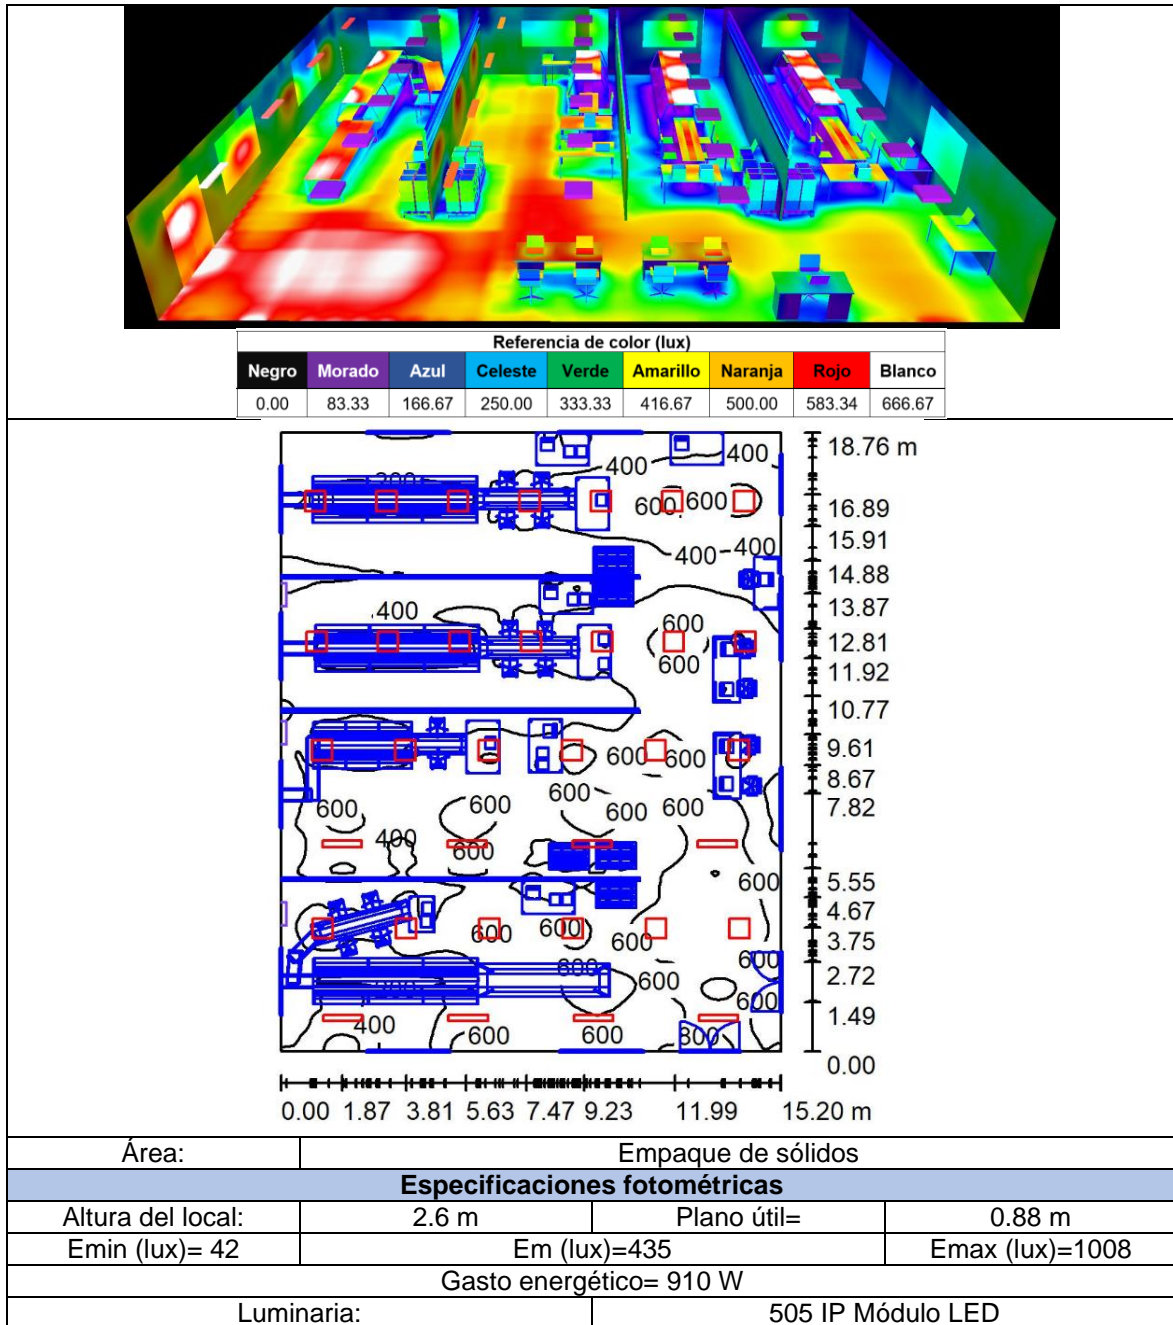 Referencia de color (lux)
Negro Morado Azul Celeste Verde Amarillo Naranja Rojo Blanco
0.00 83.33 166.67 250.00 333.33 416.67 500.00 583.34 666.67
18.76 m
400 400
200
16.89
600 600 600
15.91
400 400
14.88
13.87
400
600
12.81
600
11.92
10.77
9.61
600 600
8.67
7.82
600 600 600 600
400
600
5.55
600
4.67
600 600
3.75
600
600
2.72
600 600
600
1.49
400
600 600 800
0.00
0.00 1.87 3.81 5.63 7.47 9.23 11.99 15.20 m
Área: Empaque de sólidos
Especificaciones fotométricas
Altura del local: 2.6 m Plano útil= 0.88 m
Emin (lux)= 42 Em (lux)=435 Emax (lux)=1008
Gasto energético= 910 W
Luminaria: 505 IP Módulo LED